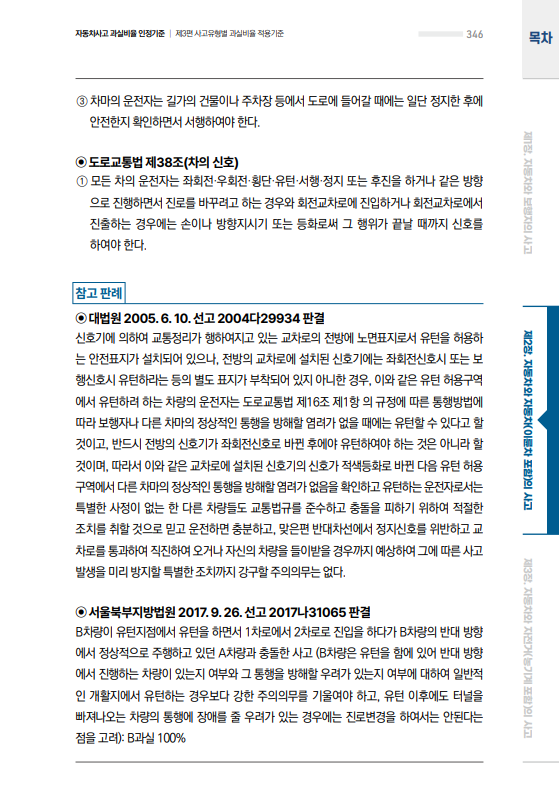 자동차사고 과실비율 인정기준 | 제3편 사고유형별 과실비율 적용기준
346
목차
③ 차마의 운전자는 길가의 건물이나 주차장 등에서 도로에 들어갈 때에는 일단 정지한 후에
안전한지 확인하면서 서행하여야 한다.
◉ 도로교통법 제38조(차의 신호)
① 모든 차의 운전자는 좌회전·우회전·횡단·유턴·서행·정지 또는 후진을 하거나 같은 방향
으로 진행하면서 진로를 바꾸려고 하는 경우와 회전교차로에 진입하거나 회전교차로에서
진출하는 경우에는 손이나 방향지시기 또는 등화로써 그 행위가 끝날 때까지 신호를
하여야 한다.
참고 판례
◉ 대법원 2005. 6. 10. 선고 2004다29934 판결
신호기에 의하여 교통정리가 행하여지고 있는 교차로의 전방에 노면표지로서 유턴을 허용하
는 안전표지가 설치되어 있으나, 전방의 교차로에 설치된 신호기에는 좌회전신호시 또는 보
행신호시 유턴하라는 등의 별도 표지가 부착되어 있지 아니한 경우, 이와 같은 유턴 허용구역
에서 유턴하려 하는 차량의 운전자는 도로교통법 제16조 제1항 의 규정에 따른 통행방법에
따라 보행자나 다른 차마의 정상적인 통행을 방해할 염려가 없을 때에는 유턴할 수 있다고 할
것이고, 반드시 전방의 신호기가 좌회전신호로 바뀐 후에야 유턴하여야 하는 것은 아니라 할
것이며, 따라서 이와 같은 교차로에 설치된 신호기의 신호가 적색등화로 바뀐 다음 유턴 허용
구역에서 다른 차마의 정상적인 통행을 방해할 염려가 없음을 확인하고 유턴하는 운전자로서는
특별한 사정이 없는 한 다른 차량들도 교통법규를 준수하고 충돌을 피하기 위하여 적절한
조치를 취할 것으로 믿고 운전하면 충분하고, 맞은편 반대차선에서 정지신호를 위반하고 교
차로를 통과하여 직진하여 오거나 자신의 차량을 들이받을 경우까지 예상하여 그에 따른 사고
발생을 미리 방지할 특별한 조치까지 강구할 주의의무는 없다.
◉ 서울북부지방법원 2017. 9. 26. 선고 2017나31065 판결
B차량이 유턴지점에서 유턴을 하면서 1차로에서 2차로로 진입을 하다가 B차량의 반대 방향
에서 정상적으로 주행하고 있던 A차량과 충돌한 사고 (B차량은 유턴을 함에 있어 반대 방향
에서 진행하는 차량이 있는지 여부와 그 통행을 방해할 우려가 있는지 여부에 대하여 일반적
인 개활지에서 유턴하는 경우보다 강한 주의의무를 기울여야 하고, 유턴 이후에도 터널을
빠져나오는 차량의 통행에 장애를 줄 우려가 있는 경우에는 진로변경을 하여서는 안된다는
점을 고려): B과실 100%
제1장. 자동차와 보행자의 사고
제2장. 자동차와 자동차(이륜차 포함)의 사고
제3장. 자동차와 자전거(농기계 포함)의 사고